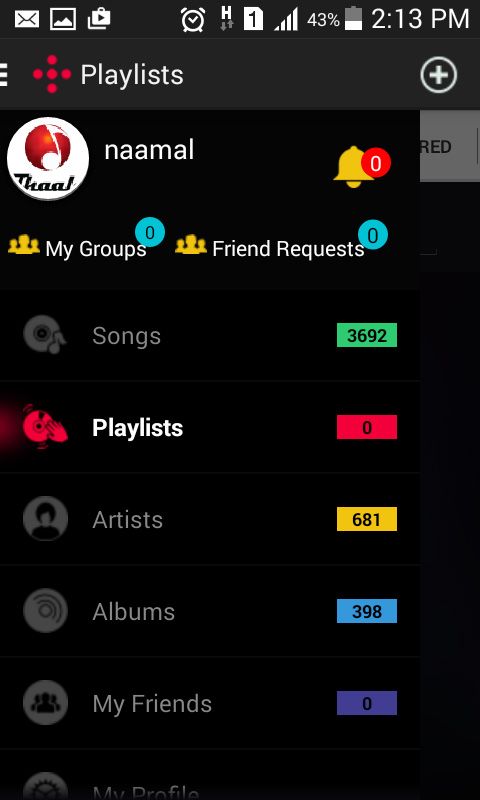 H 1 43% 2:13 PM
Playlists
RED
naamal
0
Thaal
My Groups 0 Friend Requests 0
Songs 3692
Playlists 0
Artists 681
Albums 398
My Friends 0
My Profile